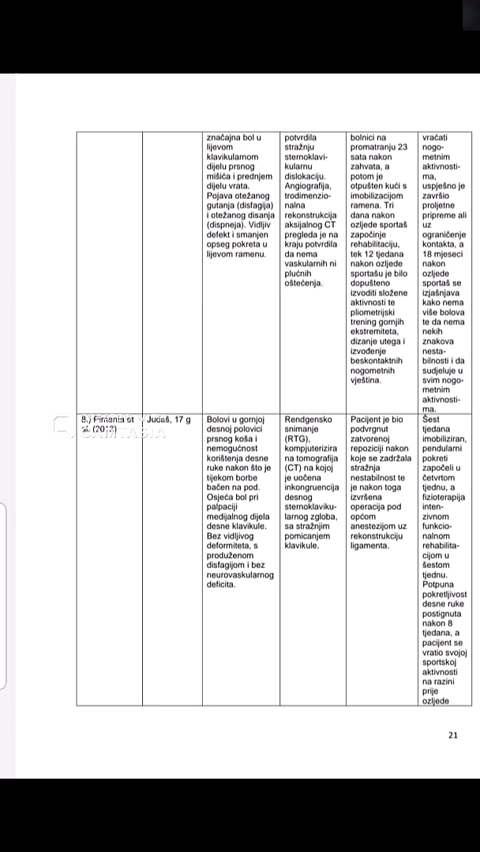 značajna bol u
lijevom
klavikularnom
dijelu prsnog
mišića i prednjem
dijelu vrata.
Pojava otežanog
gutanja (disfagija)
i otežanog disanja
(dispneja). Vidljiv
defekt i smanjen
opseg pokreta u
lijevom ramenu.
potvrdila
stražnju
sternoklavi-
kularnu
dislokaciju.
Angiografija,
trodimenzio-
nalna
rekonstrukcija
aksijalnog CT
pregleda je na
kraju potvrdila
da nema
vaskularnih ni
plućnih
oštećenja.
bolnici na
promatranju 23
sata nakon
zahvata, a
potom je
otpušten kući s
imobilizacijom
ramena. Tri
dana nakon
ozljede sportaš
započinje
rehabilitaciju,
tek 12 tjedana
nakon ozljede
sportašu je bilo
dopušteno
izvoditi složene
aktivnosti te
pliometrijski
trening gornjih
ekstremiteta,
dizanje utega i
izvođenje
beskontaktnih
nogometnih
vještina.
vraćati
nogo-
metnim
aktivnosti-
ma,
uspješno je
završio
proljetne
pripreme ali
uz
ograničenje
kontakta, a
18 mjeseci
nakon
ozljede
sportaš se
izjašnjava
kako nema
više bolova
te da nema
nekih
znakova
nesta-
bilnosti i da
sudjeluje u
svim nogo-
metnim
aktivnosti-
ma.
8.) et
al. (2013)
CAMTASIA
Judaš, 17 g
Bolovi u gornjoj
desnoj polovici
prsnog koša i
nemogućnost
korištenja desne
ruke nakon što je
tijekom borbe
bačen na pod.
Osjeća bol pri
palpaciji
medijalnog dijela
desne klavikule.
Bez vidljivog
deformiteta, s
produženom
disfagijom i bez
neurovaskularnog
deficita.
Rendgensko
snimanje
(RTG),
kompjuterizira
na tomografija
(CT) na kojoj
je uočena
inkongruencija
desnog
sternoklaviku-
larnog zgloba,
sa stražnjim
pomicanjem
klavikule.
Pacijent je bio
podvrgnut
zatvorenoj
repoziciji nakon
koje se zadržala
stražnja
nestabilnost te
je nakon toga
izvršena
operacija pod
općom
anestezijom uz
rekonstrukciju
ligamenta.
Šest
tjedana
imobiliziran,
pendularni
pokreti
započeli u
četvrtom
tjednu, a
fizioterapija
inten-
zivnom
funkcio-
nalnom
rehabilita-
cijom u
šestom
tjednu.
Potpuna
pokretljivost
desne ruke
postignuta
nakon 8
tjedana, a
pacijent se
vratio svojoj
sportskoj
aktivnosti
na razini
prije
ozljede
21